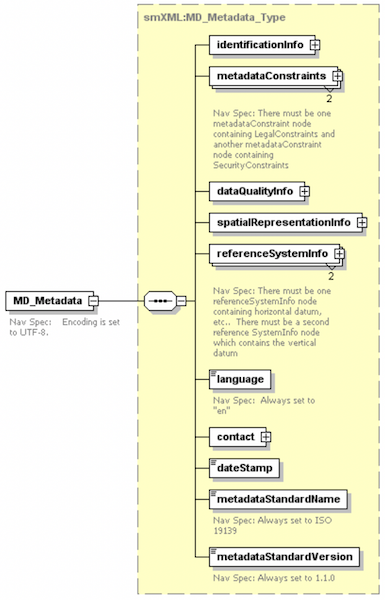 smXML:MD_Metadata_Type
identificationInfo
metadataConstraints
2
Nav Spec: There must be one
metadataConstraint node
containing LegalConstraints and
another metadataConstraint
node containing
SecurityConstraints
dataQualityInfo
spatialRepresentationInfo
referenceSystemInfo
2
MD_Metadata
Nav Spec: Encoding is set
to UTF-8.
Nav Spec: There must be one
referenceSystemInfo node
containing horizontal datum,
etc.. There must be a second
reference SystemInfo node
which contains the vertical
datum
language
Nav Spec: Always set to
"en"
contact
dateStamp
metadataStandardName
Nav Spec: Always set to ISO
19139
metadataStandardVersion
Nav Spec: Always set to 1.1.0